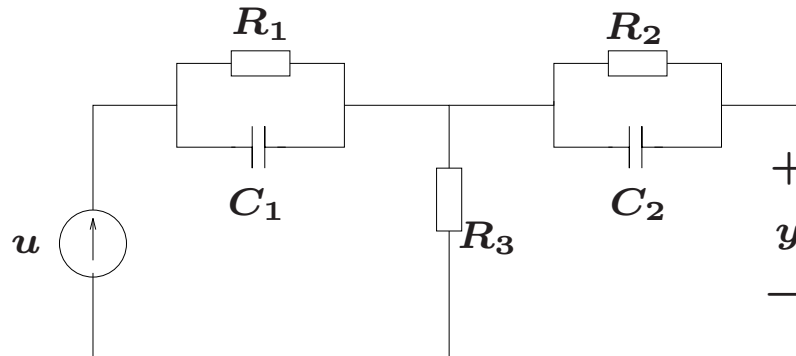 R₁
R₂
C₁
C₂
+
u
R₃
y
−